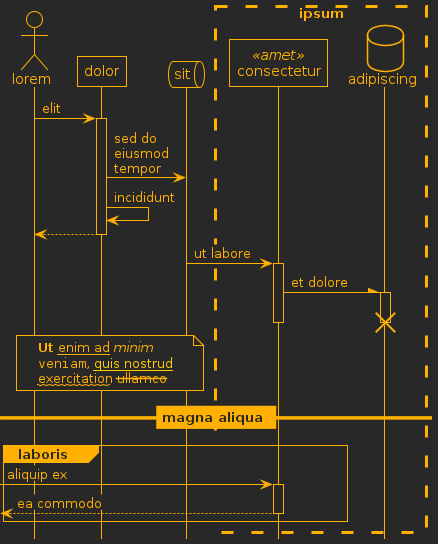 ipsum
lorem
dolor
sit
«amet»
consectetur
adipiscing
elit
sed do
eiusmod
tempor
incididunt
ut labore
et dolore
Ut enim ad minim
veniam, quis nostrud
exercitation ullamco
magna aliqua
laboris
aliquip ex
ea commodo